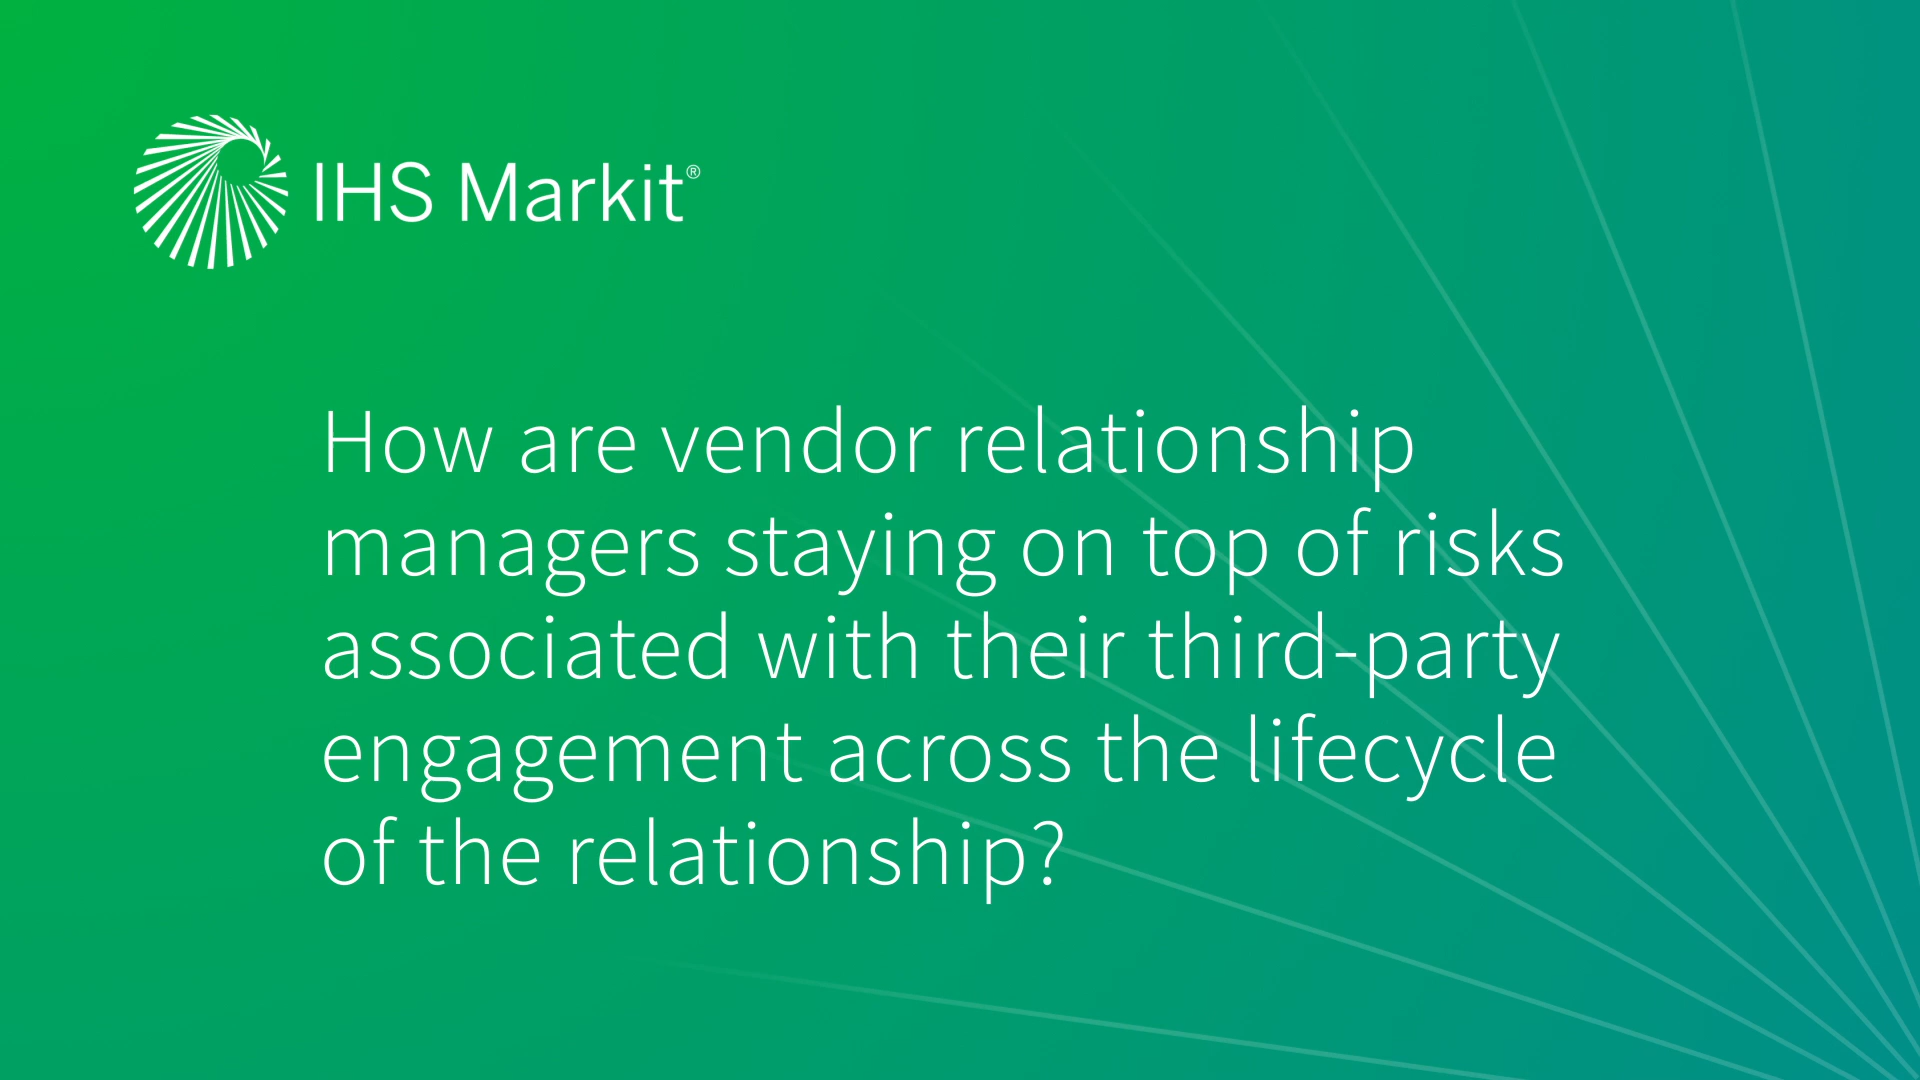 IHS Markit®
How are vendor relationship
managers staying on top of risks
associated with their third-party
engagement across the lifecycle
of the relationship?